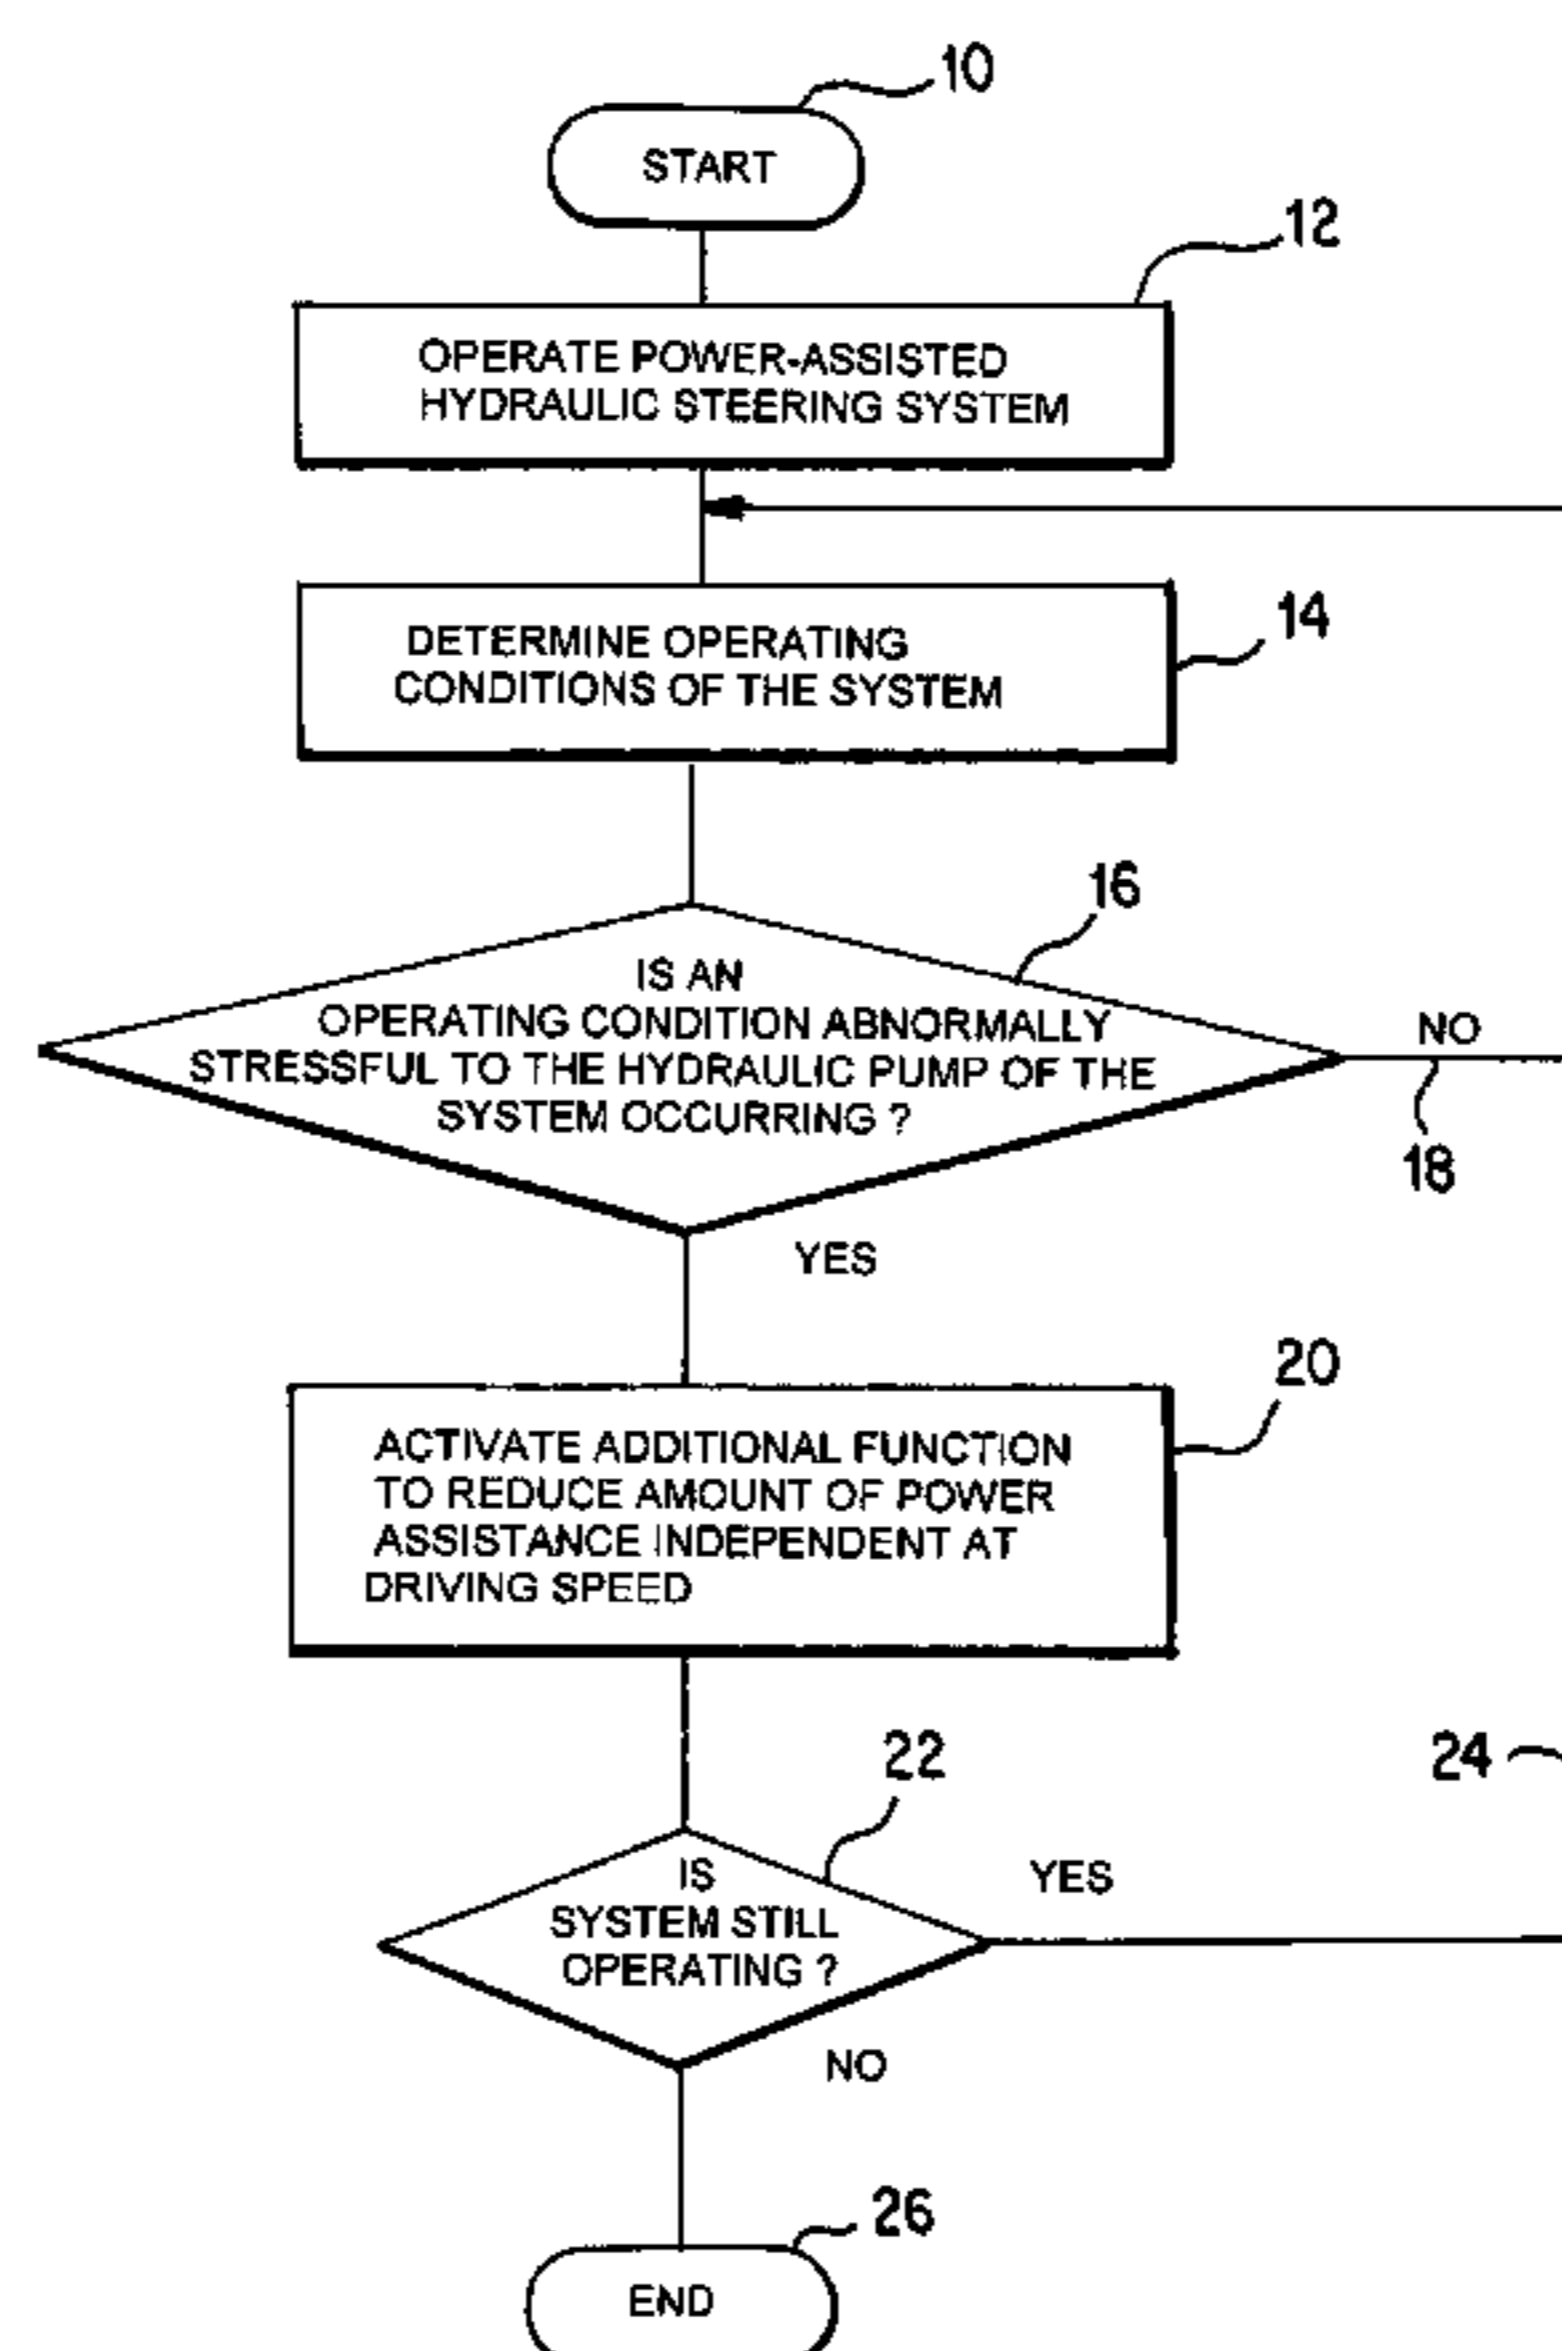 10
START
12
OPERATE POWER-ASSISTED
HYDRAULIC STEERING SYSTEM
14
DETERMINE OPERATING
CONDITIONS OF THE SYSTEM
16
IS AN
OPERATING CONDITION ABNORMALLY
STRESSFUL TO THE HYDRAULIC PUMP OF THE
SYSTEM OCCURRING ?
NO
18
YES
20
ACTIVATE ADDITIONAL FUNCTION
TO REDUCE AMOUNT OF POWER
ASSISTANCE INDEPENDENT AT
DRIVING SPEED
22
24
IS
SYSTEM STILL
OPERATING ?
YES
NO
26
END